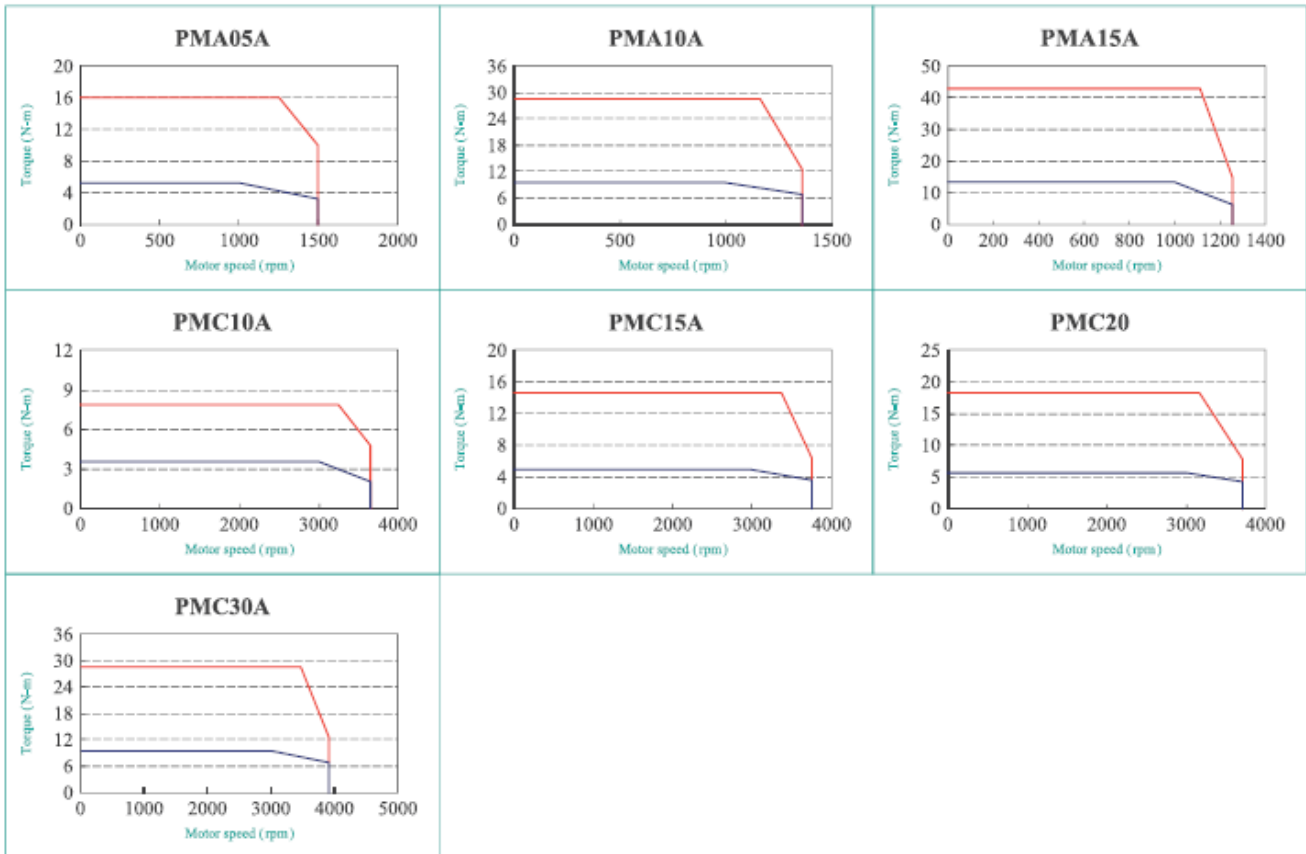 PMA05A
20
16
12
8
4
0
Torque (N-m)
0 500 1000 1500 2000
Motor speed (rpm)
PMA10A
36
30
24
18
12
6
0
Torque (N•m)
0 500 1000 1500
Motor speed (rpm)
PMA15A
50
40
30
20
10
0
Torque (N-m)
0 200 400 600 800 1000 1200 1400
Motor speed (rpm)
PMC10A
12
9
6
3
0
Torque (N-m)
0 1000 2000 3000 4000
Motor speed (rpm)
PMC15A
20
16
12
8
4
0
Torque (N•m)
0 1000 2000 3000 4000
Motor speed (rpm)
PMC20
25
20
15
10
5
0
Torque (N•m)
0 1000 2000 3000 4000
Motor speed (rpm)
PMC30A
36
30
24
18
12
6
0
Torque (N-m)
0 1000 2000 3000 4000 5000
Motor speed (rpm)